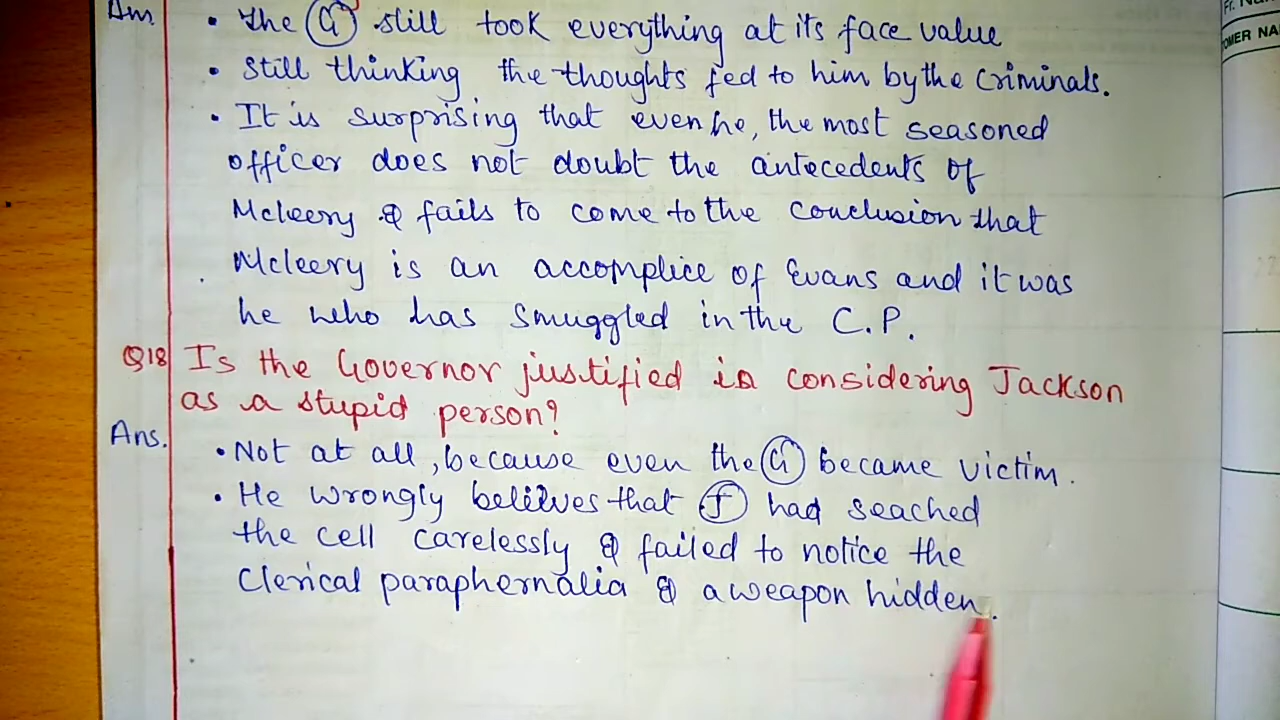 Ans.
• the (G) still took everything at its face value
• Still thinking the thoughts fed to him by the Criminals.
• It is surprising that even he, the most seasoned
officer does not doubt the antecedents of
Mcleery & fails to come to the conclusion that
Mcleery is an accomplice of Evans and it was
he who has smuggled in the C.P.
Q18 Is the Governor justified in considering Jackson
as a stupid person?
Ans.
• Not at all, because even the (G) became victim.
• He wrongly believes that (J) had seached
the cell carelessly & failed to notice the
Clerical paraphernalia & a weapon hidden.
OMER NA